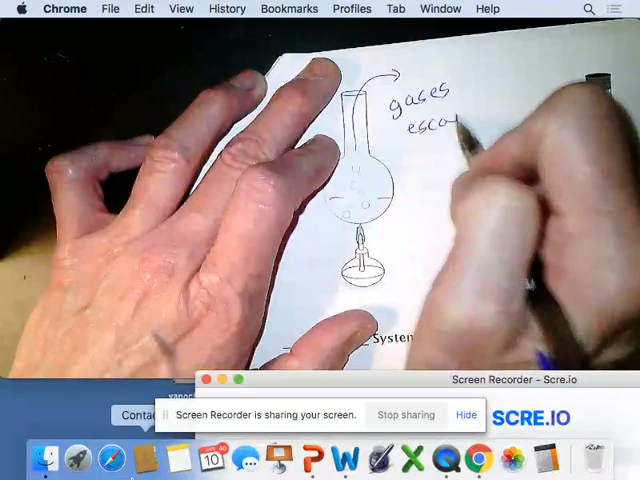 Chrome File Edit View History Bookmarks Profiles Tab Window Help
gases
System
Screen Recorder - Scre.io
Screen Recorder is sharing your screen. Stop sharing Hide
SCRE.IO
10